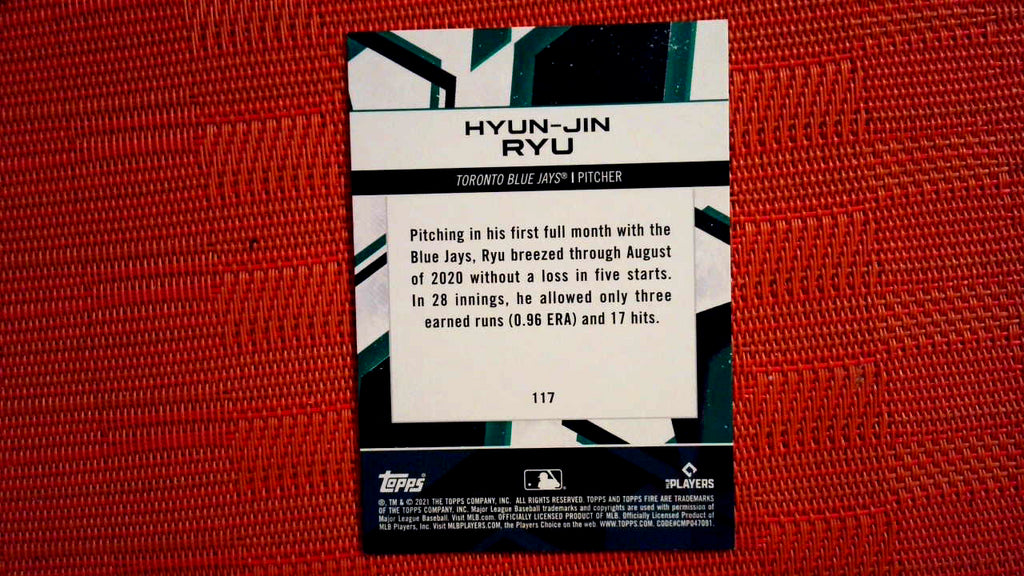 HYUN-JIN
RYU
TORONTO BLUE JAYS® | PITCHER
Pitching in his first full month with the
Blue Jays, Ryu breezed through August
of 2020 without a loss in five starts.
In 28 innings, he allowed only three
earned runs (0.96 ERA) and 17 hits.
117
Topps®
PLAYERS
®, TM & © 2021 THE TOPPS COMPANY, INC. ALL RIGHTS RESERVED. TOPPS AND TOPPS FIRE ARE TRADEMARKS
OF THE TOPPS COMPANY, INC. Major League Baseball trademarks and copyrights are used with permission of
Major League Baseball. Visit MLB.com. OFFICIALLY LICENSED PRODUCT OF MLB. Officially Licensed Product of
MLB Players, Inc. Visit MLBPLAYERS.COM, the Players Choice on the web. WWW.TOPPS.COM. CODE#CMP047081.